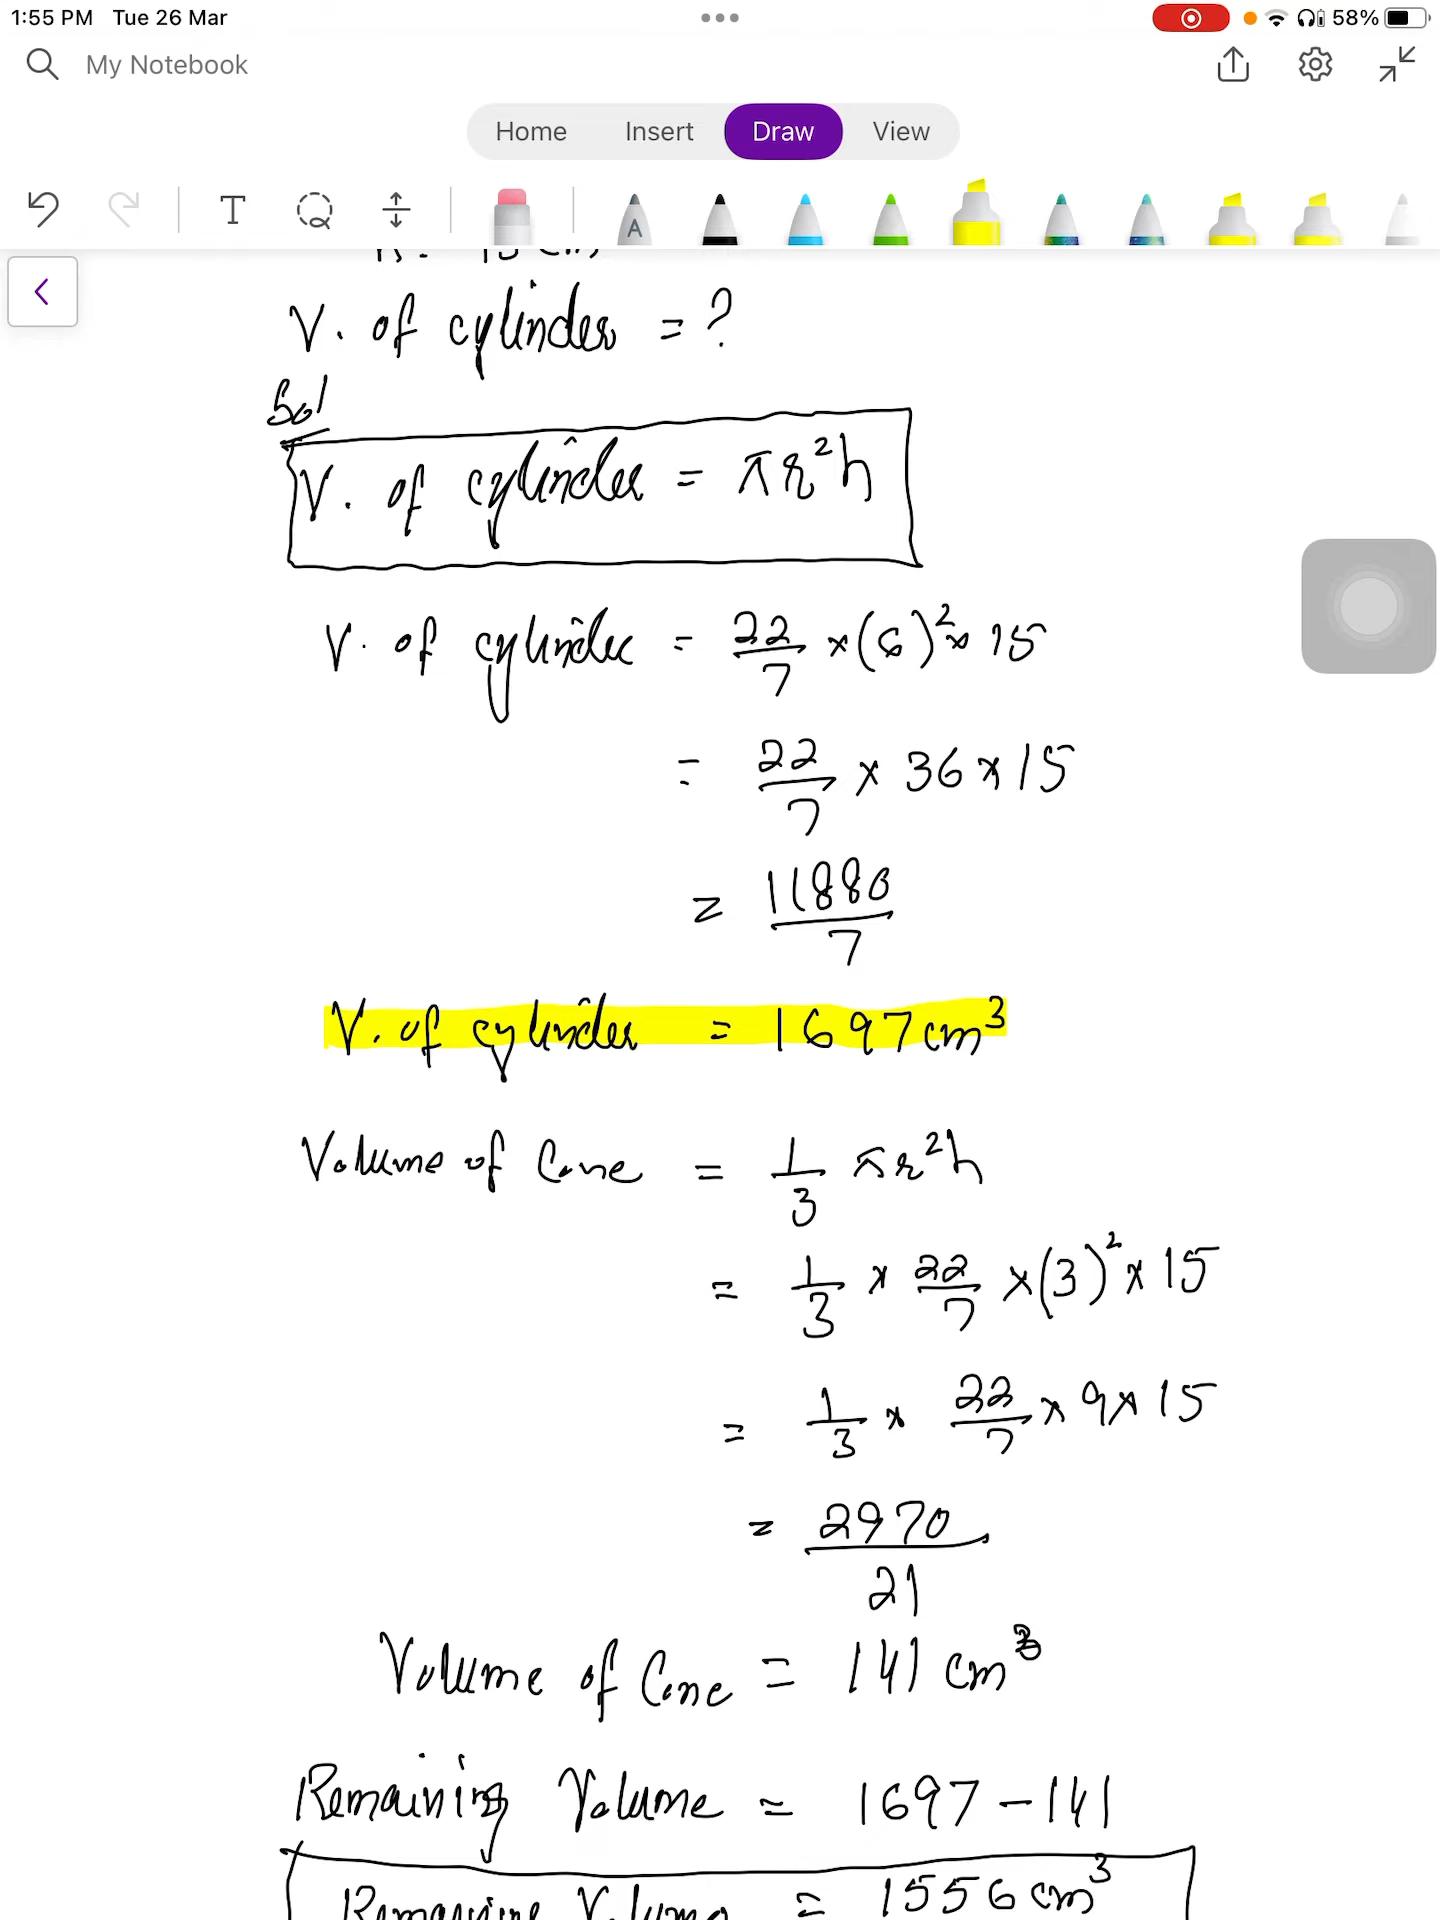 1:55 PM Tue 26 Mar 58%
My Notebook
Home Insert Draw View
T A
V. of cylinder = ?
Sol
V. of cylinder = πr²h
V. of cylinder = 22/7 × (6)² × 15
= 22/7 × 36 × 15
= 11880/7
V. of cylinder = 1697 cm³
Volume of Cone = 1/3 πr²h
= 1/3 × 22/7 × (3)² × 15
= 1/3 × 22/7 × 9 × 15
= 2970/21
Volume of Cone = 141 cm³
Remaining Volume = 1697 - 141
Remaining Volume = 1556 cm³